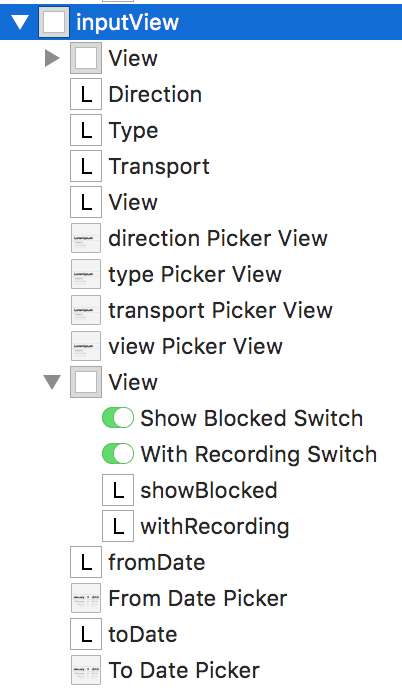 inputView
View
L Direction
L Type
L Transport
L View
direction Picker View
type Picker View
transport Picker View
view Picker View
View
Show Blocked Switch
With Recording Switch
L showBlocked
L withRecording
L fromDate
From Date Picker
L toDate
To Date Picker